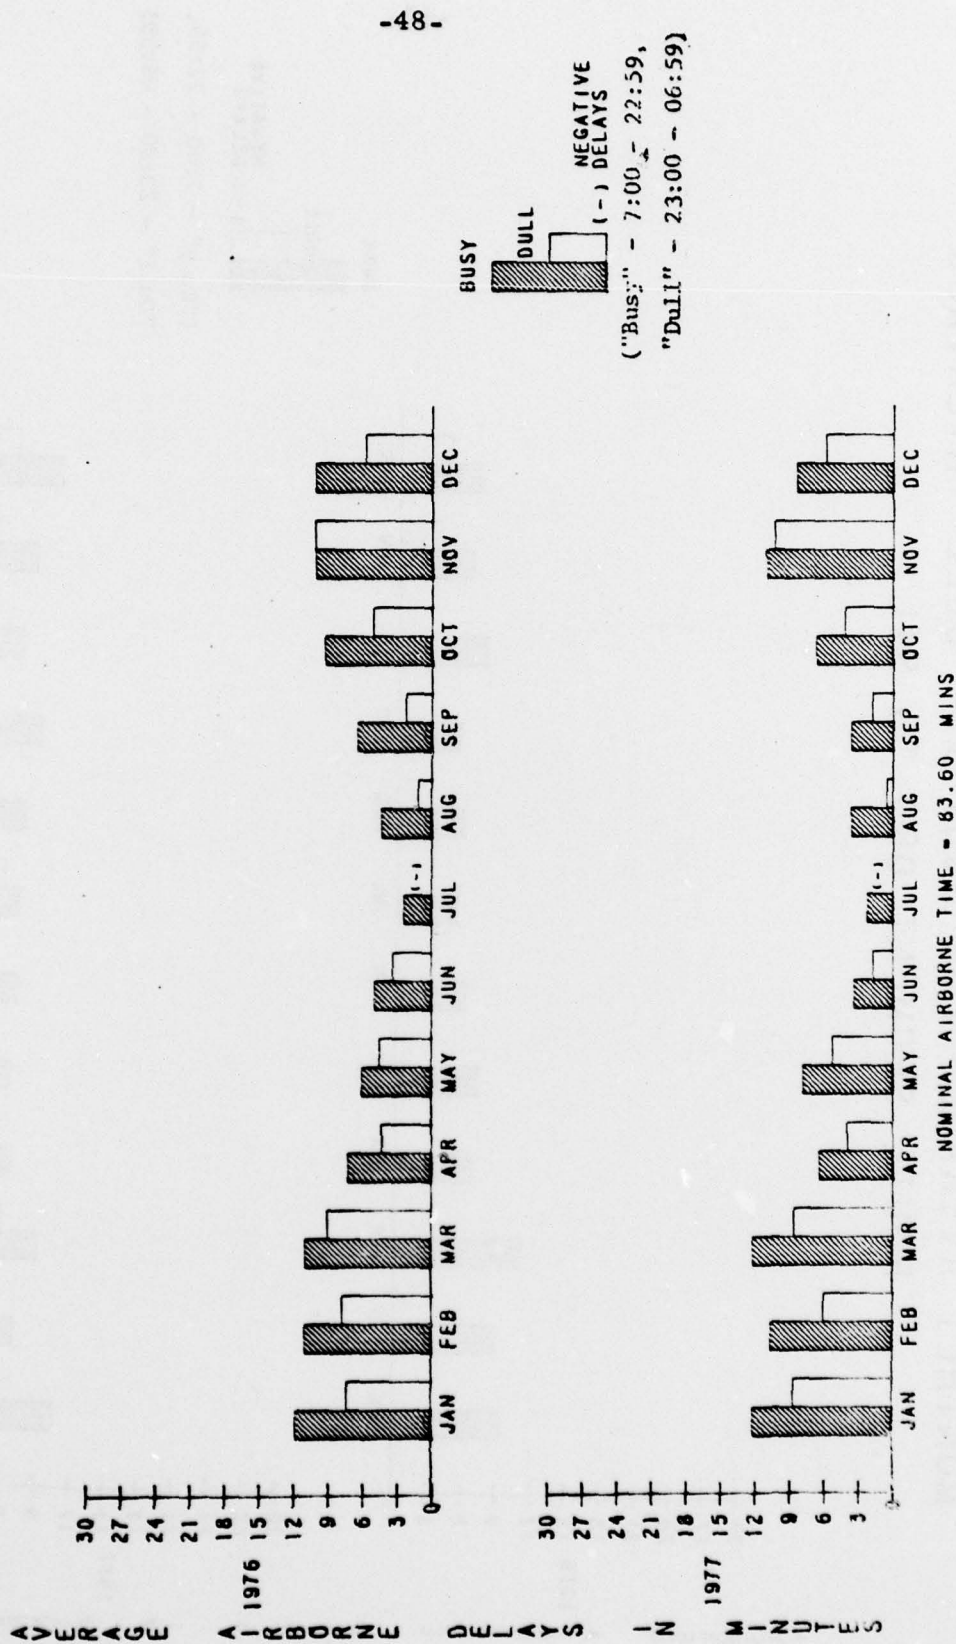 -48-
AVERAGE AIRBORNE DELAYS IN MINUTES
1976
30
27
24
21
18
15
12
9
6
3
0
JAN FEB MAR APR MAY JUN JUL AUG SEP OCT NOV DEC
(-)
1977
30
27
24
21
18
15
12
9
6
3
0
JAN FEB MAR APR MAY JUN JUL AUG SEP OCT NOV DEC
(-)
NOMINAL AIRBORNE TIME = 83.60 MINS
BUSY
DULL
NEGATIVE
(-) DELAYS
("Busy" - 7:00 - 22:59,
"Dull" - 23:00 - 06:59)